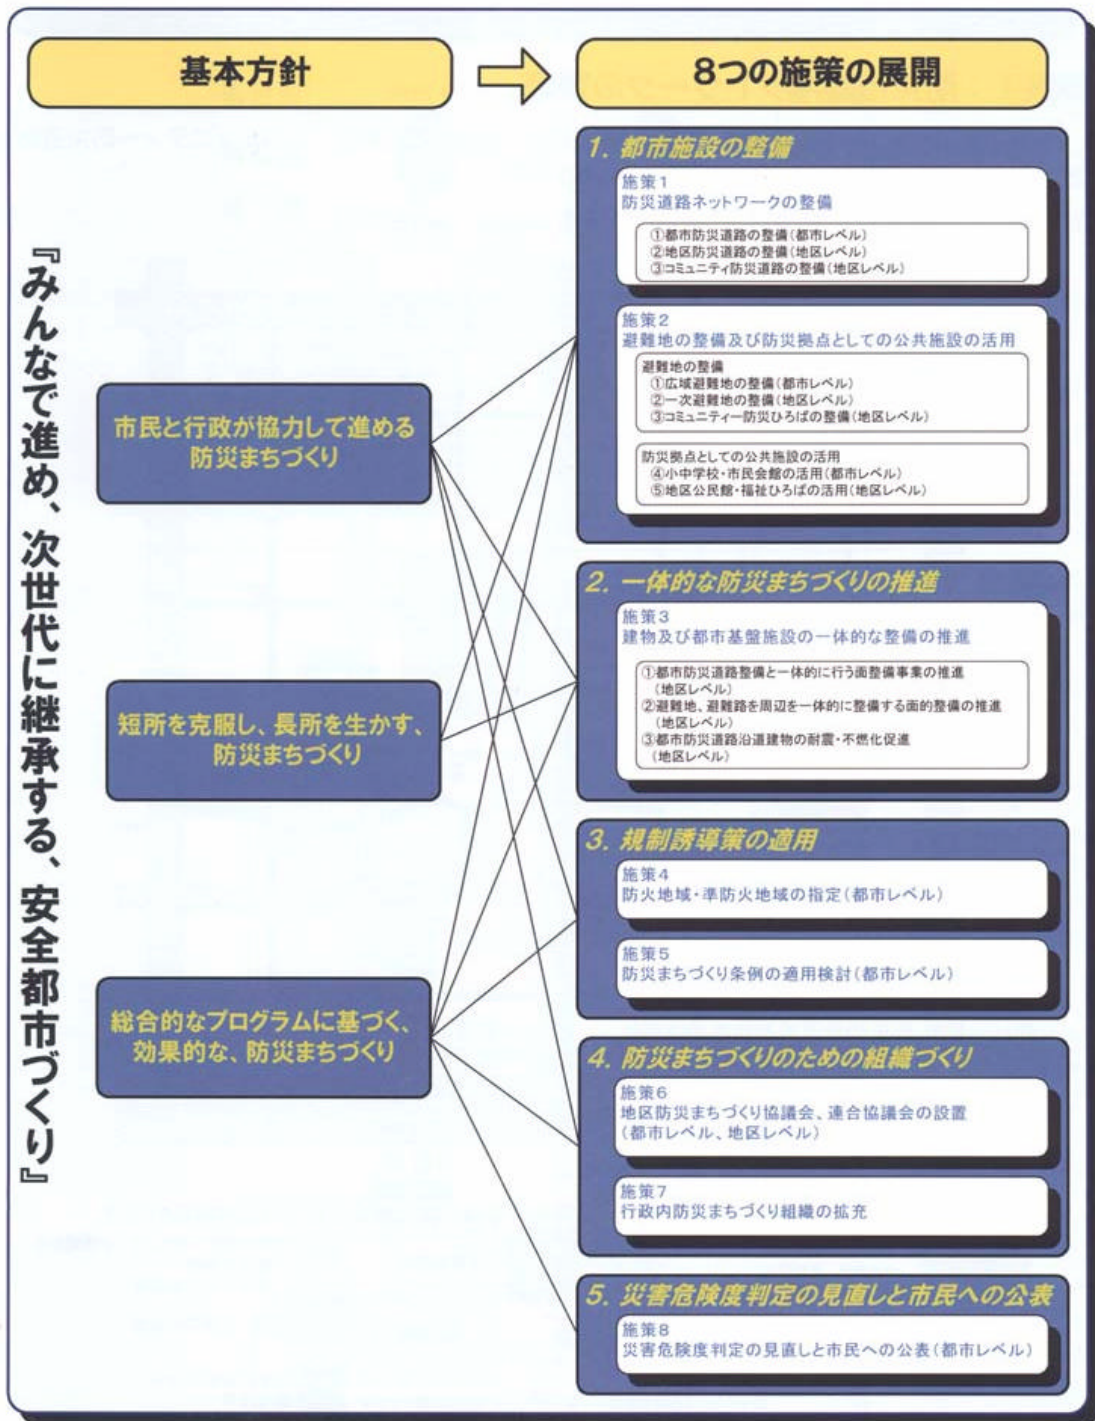 基本方針
8つの施策の展開
『みんなで進め、次世代に継承する、安全都市づくり』
市民と行政が協力して進める
防災まちづくり
短所を克服し、長所を生かす、
防災まちづくり
総合的なプログラムに基づく、
効果的な、防災まちづくり
1. 都市施設の整備
施策1
防災道路ネットワークの整備
①都市防災道路の整備(都市レベル)
②地区防災道路の整備(地区レベル)
③コミュニティ防災道路の整備(地区レベル)
施策2
避難地の整備及び防災拠点としての公共施設の活用
避難地の整備
①広域避難地の整備(都市レベル)
②一次避難地の整備(地区レベル)
③コミュニティー防災ひろばの整備(地区レベル)
防災拠点としての公共施設の活用
④小中学校・市民会館の活用(都市レベル)
⑤地区公民館・福祉ひろばの活用(地区レベル)
2. 一体的な防災まちづくりの推進
施策3
建物及び都市基盤施設の一体的な整備の推進
①都市防災道路整備と一体的に行う面整備事業の推進
(地区レベル)
②避難地、避難路を周辺を一体的に整備する面的整備の推進
(地区レベル)
③都市防災道路沿道建物の耐震・不燃化促進
(地区レベル)
3. 規制誘導策の適用
施策4
防火地域・準防火地域の指定(都市レベル)
施策5
防災まちづくり条例の適用検討(都市レベル)
4. 防災まちづくりのための組織づくり
施策6
地区防災まちづくり協議会、連合協議会の設置
(都市レベル、地区レベル)
施策7
行政内防災まちづくり組織の拡充
5. 災害危険度判定の見直しと市民への公表
施策8
災害危険度判定の見直しと市民への公表(都市レベル)